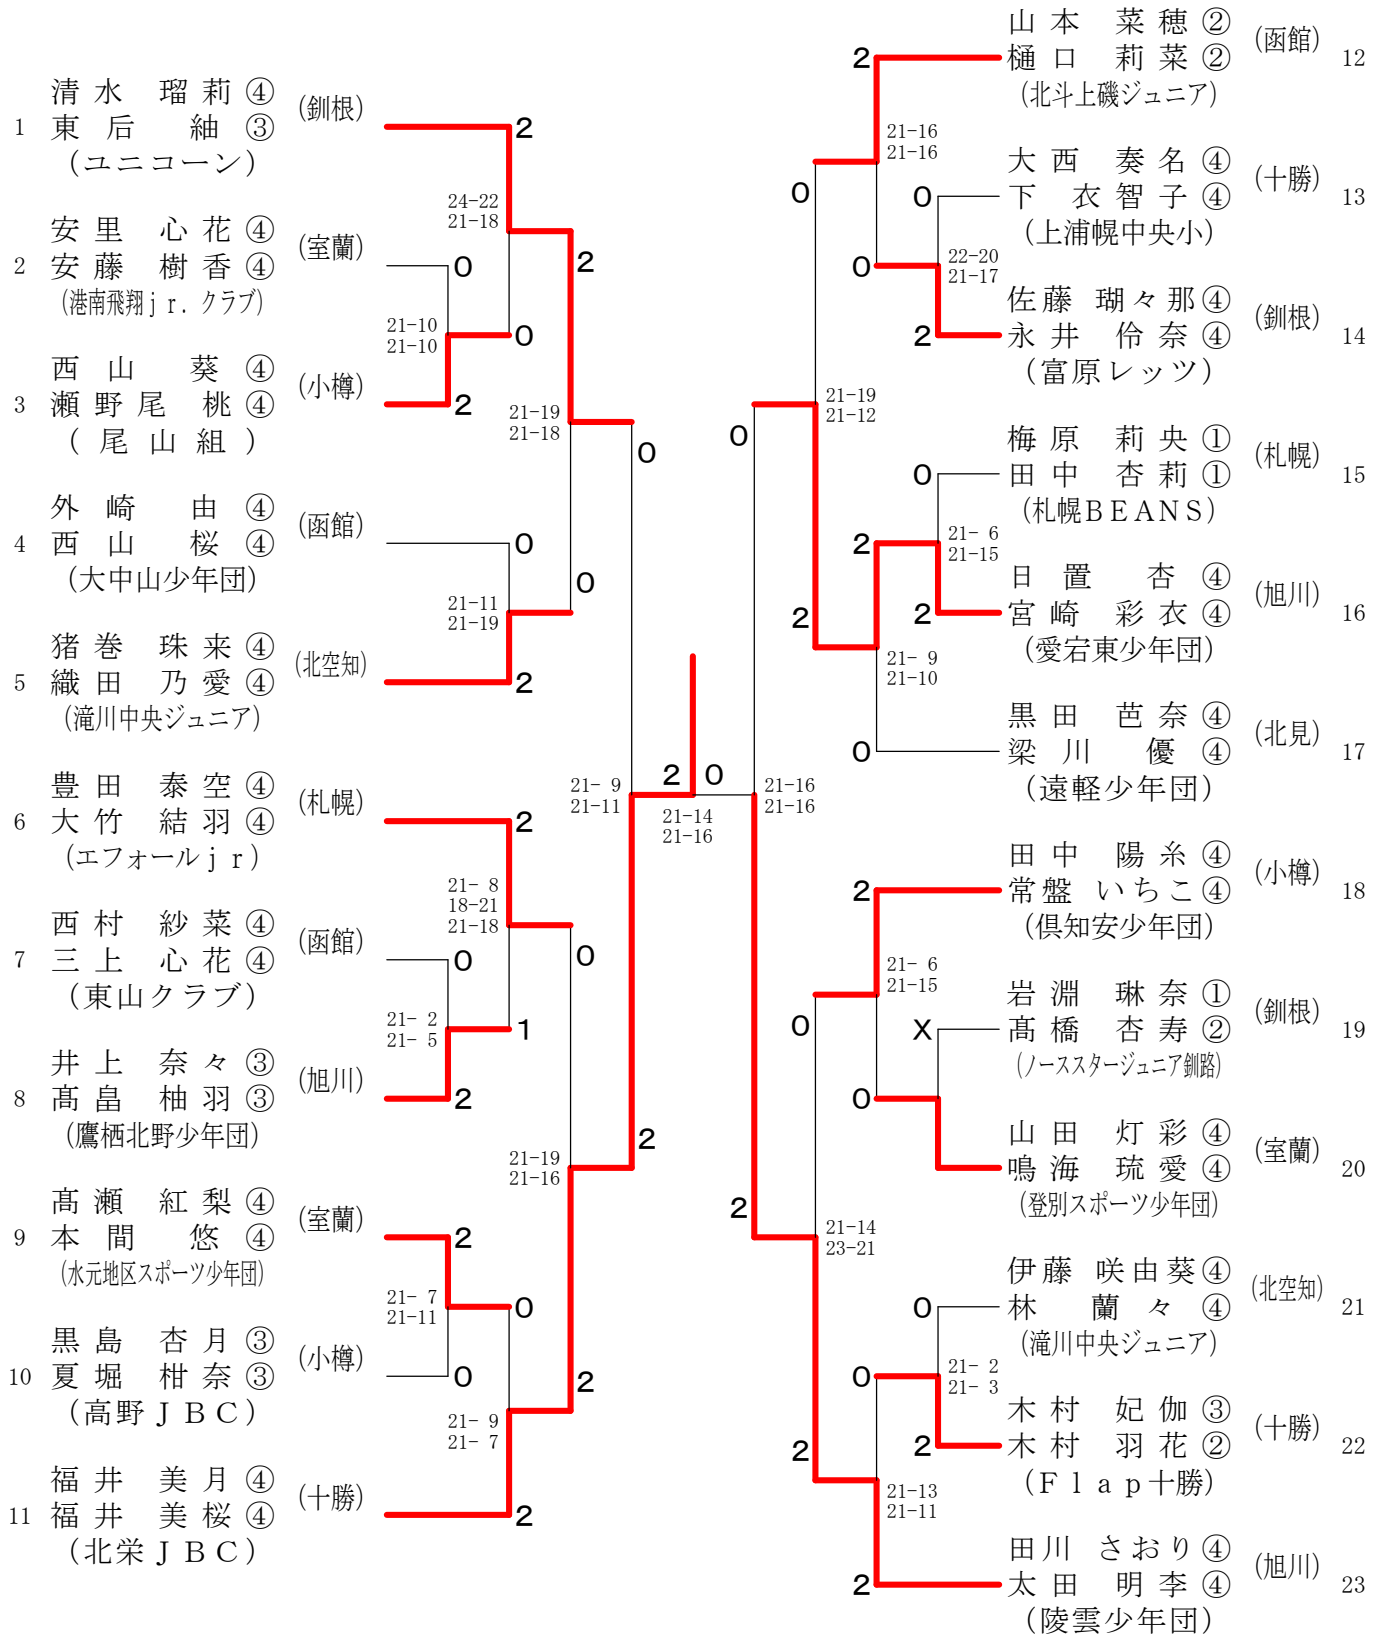 清水 瑠莉④
1 東后 紬③ (釧根)
(ユニコーン)
安里 心花④
2 安藤 樹香④ (室蘭)
(港南飛翔ｊｒ．クラブ)
西山 葵④
3 瀬野尾 桃④ (小樽)
(尾山組)
外崎 由④
4 西山 桜④ (函館)
(大中山少年団)
猪巻 珠来④
5 織田 乃愛④ (北空知)
(滝川中央ジュニア)
豊田 泰空④
6 大竹 結羽④ (札幌)
(エフォールｊｒ)
西村 紗菜④
7 三上 心花④ (函館)
(東山クラブ)
井上 奈々③
8 髙畠 柚羽③ (旭川)
(鷹栖北野少年団)
髙瀬 紅梨④
9 本間 悠④ (室蘭)
(水元地区スポーツ少年団)
黒島 杏月③
10 夏堀 柑奈③ (小樽)
(高野ＪＢＣ)
福井 美月④
11 福井 美桜④ (十勝)
(北栄ＪＢＣ)
2
24-22
21-18
0
21-10
21-10
0
2
2
21-19
21-18
0
0
21-11
21-19
2
0
2
21- 8
18-21
21-18
0
21- 2
21- 5
1
2
0
21- 9
21-11
2
21-19
21-16
2
21- 7
21-11
0
0
21- 9
21- 7
2
2
2 0
21-14
21-16
山本 菜穂②
樋口 莉菜② (函館) 12
(北斗上磯ジュニア)
大西 奏名④
下 衣智子④ (十勝) 13
(上浦幌中央小)
佐藤 瑚々那④
永井 伶奈④ (釧根) 14
(富原レッツ)
梅原 莉央①
田中 杏莉① (札幌) 15
(札幌ＢＥＡＮＳ)
日置 杏④
宮崎 彩衣④ (旭川) 16
(愛宕東少年団)
黒田 芭奈④
梁川 優④ (北見) 17
(遠軽少年団)
田中 陽糸④
常盤 いちこ④ (小樽) 18
(倶知安少年団)
岩淵 琳奈①
髙橋 杏寿② (釧根) 19
(ノーススタージュニア釧路)
山田 灯彩④
鳴海 琉愛④ (室蘭) 20
(登別スポーツ少年団)
伊藤 咲由葵④
林 蘭々④ (北空知) 21
(滝川中央ジュニア)
木村 妃伽③
木村 羽花② (十勝) 22
(Ｆｌａｐ十勝)
田川 さおり④
太田 明李④ (旭川) 23
(陵雲少年団)
2
21-16
21-16
0
0
0
22-20
21-17
2
0
21-19
21-12
0
2
21- 6
21-15
2
2
21- 9
21-10
0
21-16
21-16
2
21- 6
21-15
0
X
0
2
21-14
23-21
0
0
21- 2
21- 3
2
2
21-13
21-11
2